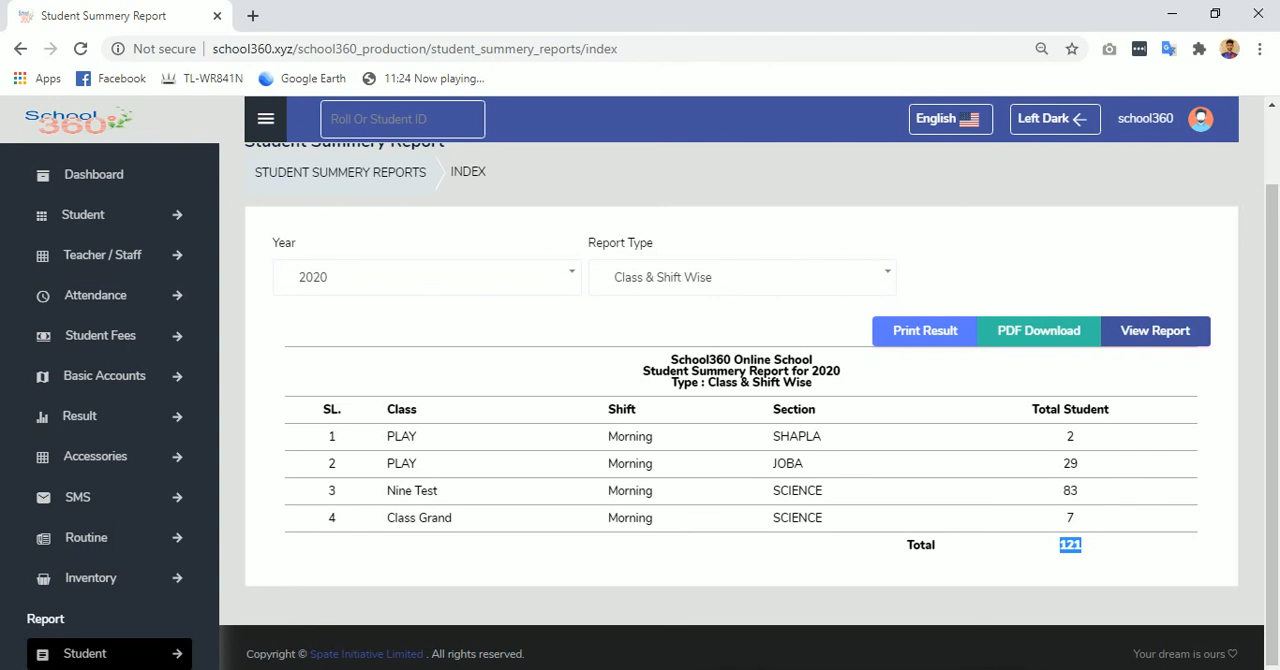 Student Summery Report
Not secure
school360.xyz/school360_production/student_summery_reports/index
Apps
Facebook
TL-WR841N
Google Earth
11:24 Now playing...
School 360
Roll Or Student ID
English
Left Dark
school360
Student Summery Report
STUDENT SUMMERY REPORTS
INDEX
Dashboard
Student
Teacher / Staff
Attendance
Student Fees
Basic Accounts
Result
Accessories
SMS
Routine
Inventory
Report
Student
Year
Report Type
2020
Class & Shift Wise
Print Result
PDF Download
View Report
School360 Online School
Student Summery Report for 2020
Type : Class & Shift Wise
SL. Class Shift Section Total Student
1 PLAY Morning SHAPLA 2
2 PLAY Morning JOBA 29
3 Nine Test Morning SCIENCE 83
4 Class Grand Morning SCIENCE 7
Total 121
Copyright © Spate Initiative Limited . All rights reserved.
Your dream is ours